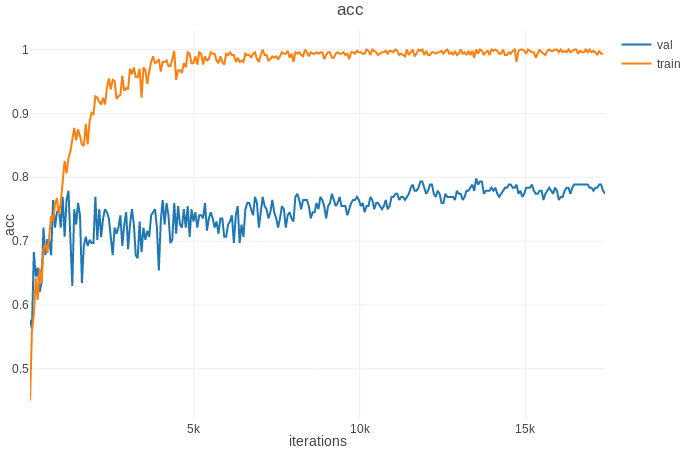 acc
val
train
1
0.9
0.8
0.7
0.6
0.5
acc
5k
10k
15k
iterations